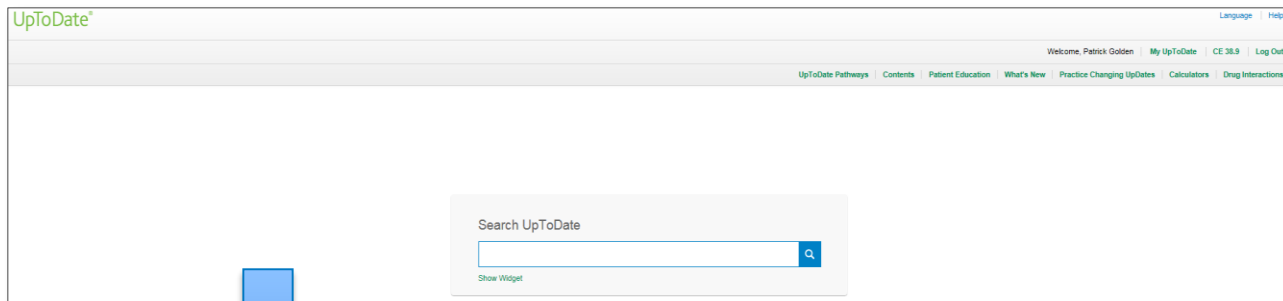 UpToDate®
Language | Help
Welcome, Patrick Golden | My UpToDate | CE 38.9 | Log Out
UpToDate Pathways | Contents | Patient Education | What's New | Practice Changing UpDates | Calculators | Drug Interactions
Search UpToDate
Show Widget